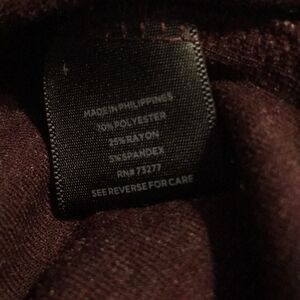 MADE IN PHILIPPINES
70% POLYESTER
25% RAYON
5% SPANDEX
RN# 73277
SEE REVERSE FOR CARE